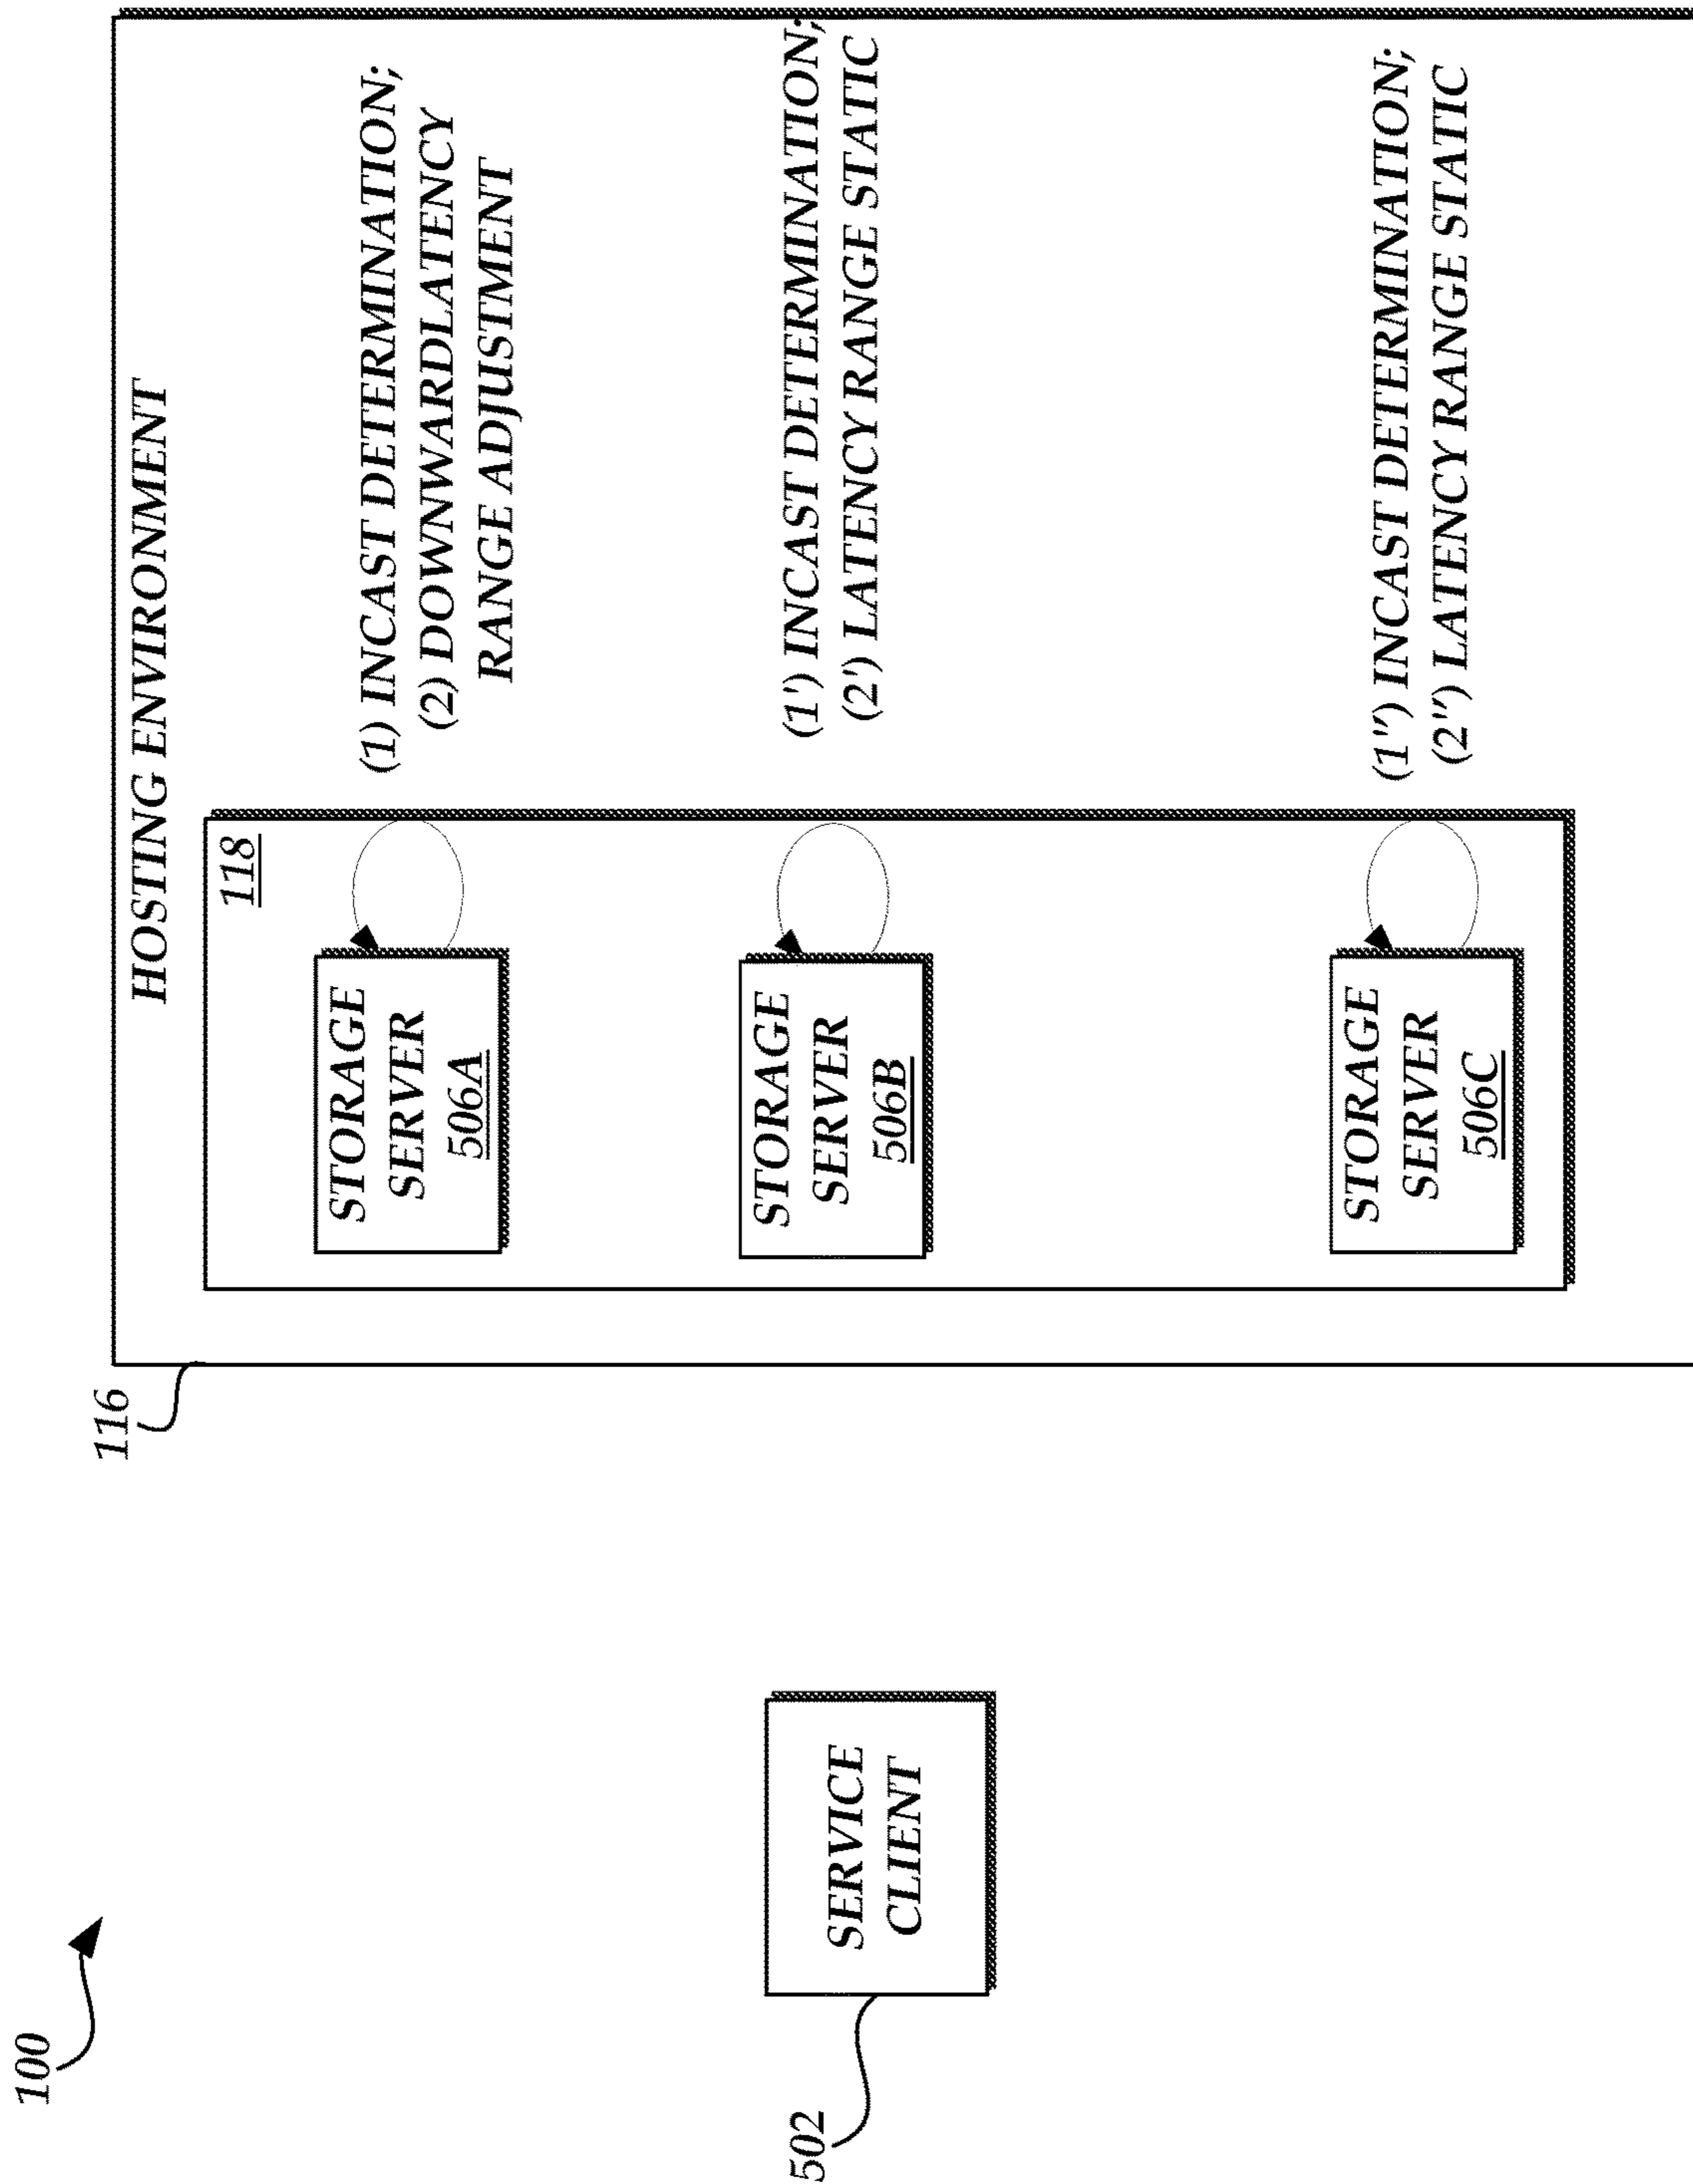 100
116
HOSTING ENVIRONMENT
118
STORAGE
SERVER
506A
(1) INCAST DETERMINATION;
(2) DOWNWARDLATENCY
RANGE ADJUSTMENT
502
SERVICE
CLIENT
STORAGE
SERVER
506B
(1') INCAST DETERMINATION;
(2') LATENCY RANGE STATIC
STORAGE
SERVER
506C
(1") INCAST DETERMINATION;
(2") LATENCY RANGE STATIC